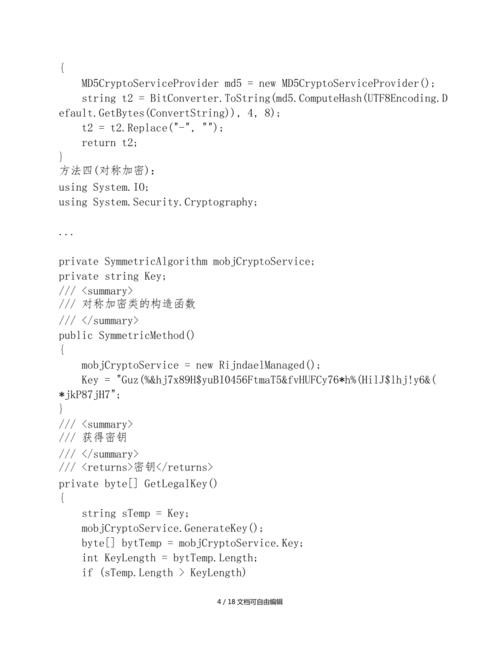 {
MD5CryptoServiceProvider md5 = new MD5CryptoServiceProvider();
string t2 = BitConverter.ToString(md5.ComputeHash(UTF8Encoding.D
efault.GetBytes(ConvertString)), 4, 8);
t2 = t2.Replace("-", "");
return t2;
}
方法四(对称加密):
using System.IO;
using System.Security.Cryptography;
...
private SymmetricAlgorithm mobjCryptoService;
private string Key;
/// <summary>
/// 对称加密类的构造函数
/// </summary>
public SymmetricMethod()
{
mobjCryptoService = new RijndaelManaged();
Key = "Guz(%&hj7x89H$yuBI0456FtmaT5&fvHUFCy76*h%(HilJ$lhj!y6&(
*jkP87jH7";
}
/// <summary>
/// 获得密钥
/// </summary>
/// <returns>密钥</returns>
private byte[] GetLegalKey()
{
string sTemp = Key;
mobjCryptoService.GenerateKey();
byte[] bytTemp = mobjCryptoService.Key;
int KeyLength = bytTemp.Length;
if (sTemp.Length > KeyLength)
4 / 18文档可自由编辑